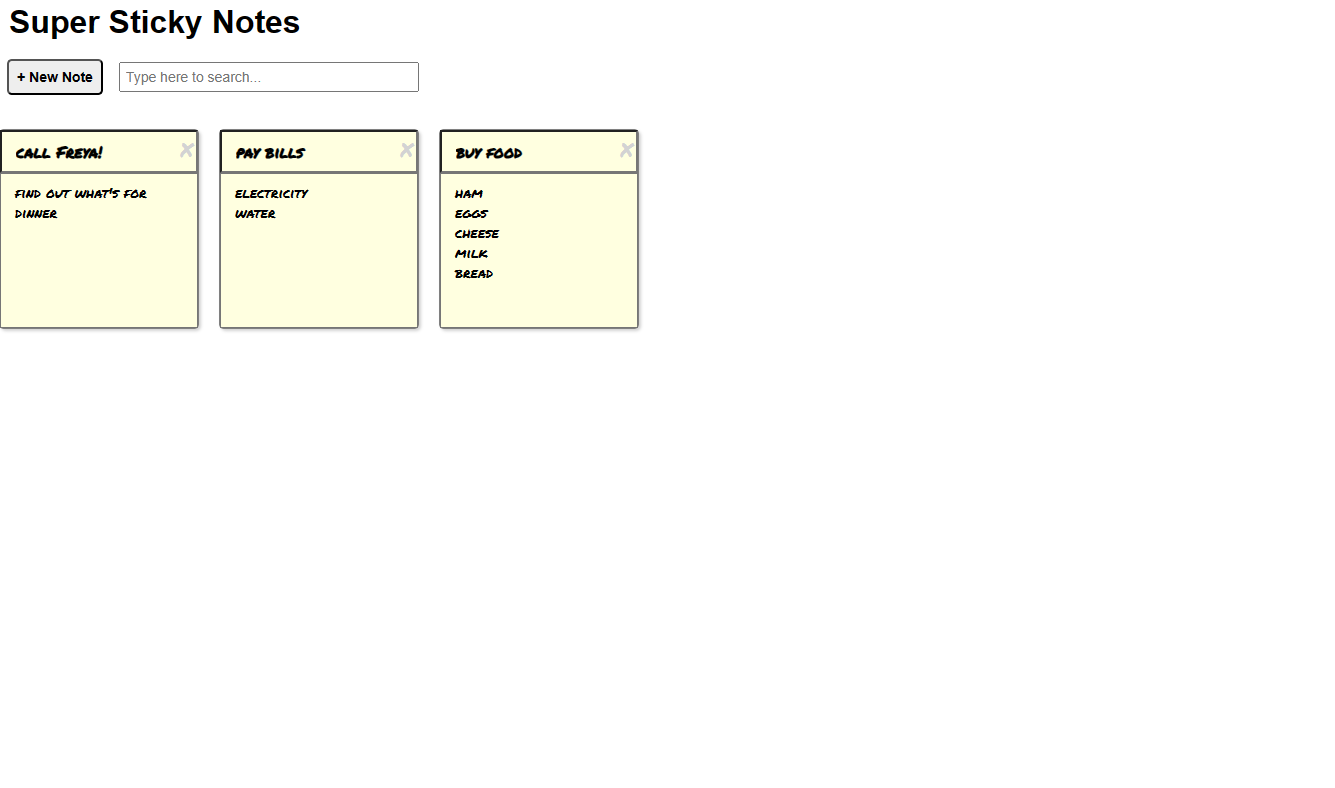 Super Sticky Notes
+ New Note
Type here to search...
CALL FREYA!
FIND OUT WHAT'S FOR
DINNER
PAY BILLS
ELECTRICITY
WATER
BUY FOOD
HAM
EGGS
CHEESE
MILK
BREAD